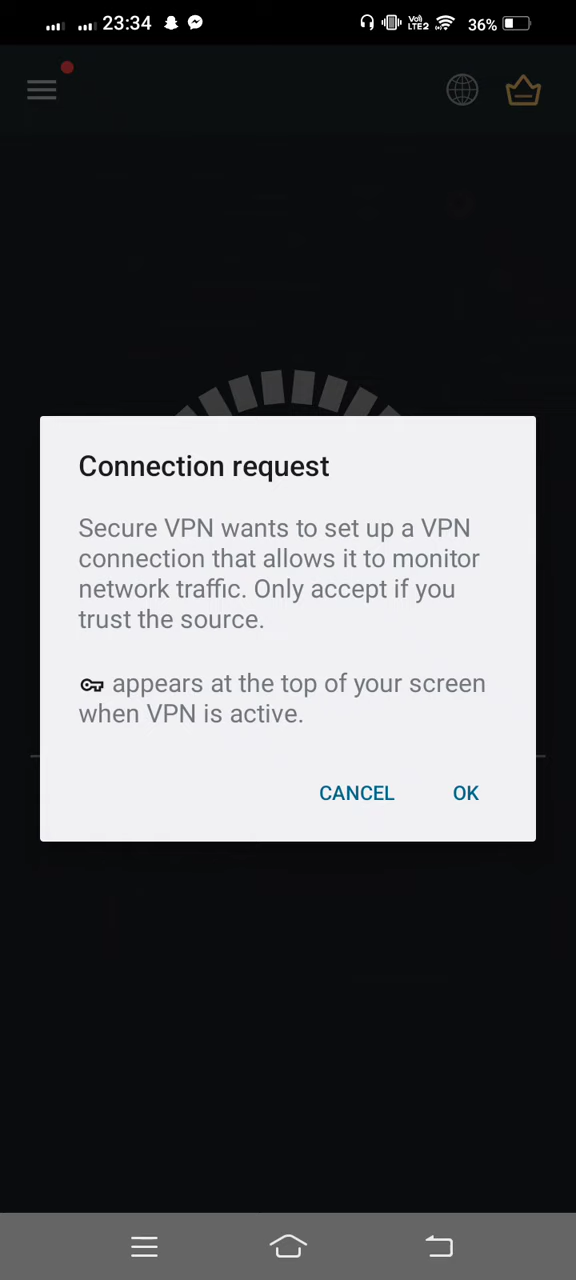 23:34 Vo) LTE2 36%
Connection request
Secure VPN wants to set up a VPN
connection that allows it to monitor
network traffic. Only accept if you
trust the source.
appears at the top of your screen
when VPN is active.
CANCEL OK